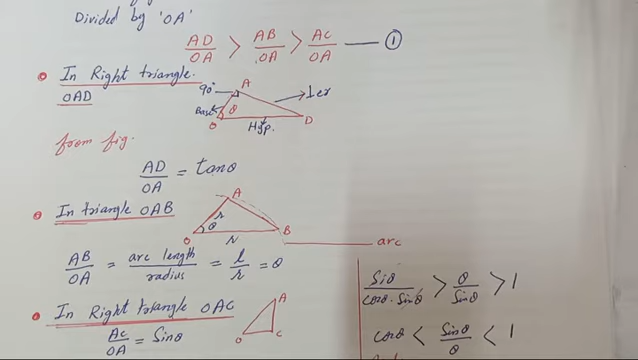 Divided by 'OA'
AD/OA > AB/OA > AC/OA — ①
In Right triangle.
OAD
90° A
Base θ ler
O Hyp. D
from fig.
AD/OA = tanθ
In triangle OAB
A
r
O θ B
r
arc
AB/OA = arc length/radius = l/r = θ
In Right triangle OAC
A
O C
AC/OA = Sinθ
Siθ/cosθ·Sinθ > θ/Sinθ > 1
cosθ < Sinθ/θ < 1